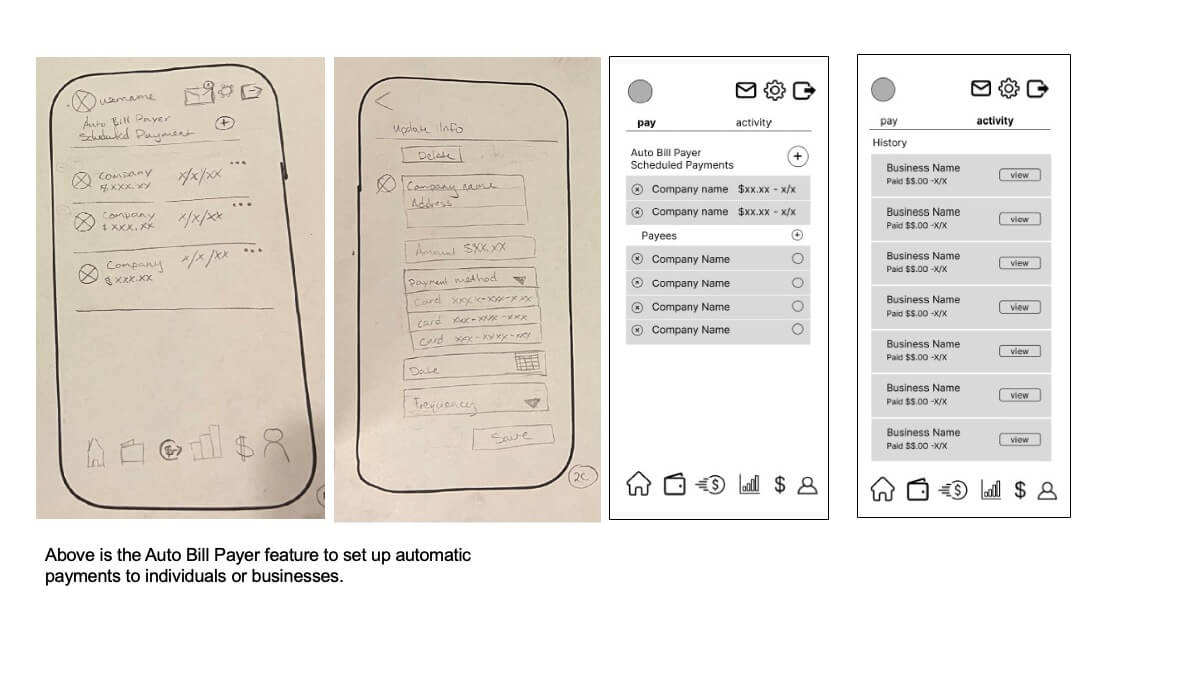 username
Auto Bill Payer
Scheduled Payment
Company
$xxx.xx
x/x/xx
Company
$xxx.xx
x/x/xx
Company
$xxx.xx
x/x/xx
Update Info
Delete
Company name
Address
Amount $xx.xx
Payment method
Card xxxx-xxx-xxx
Card xxx-xxxx-xxx
Card xxx-xxxx-xxx
Date
Frequency
Save
2C
pay activity
Auto Bill Payer
Scheduled Payments
Company name $xx.xx - x/x
Company name $xx.xx - x/x
Payees
Company Name
Company Name
Company Name
Company Name
pay activity
History
Business Name
Paid $$.00 -X/X
view
Business Name
Paid $$.00 -X/X
view
Business Name
Paid $$.00 -X/X
view
Business Name
Paid $$.00 -X/X
view
Business Name
Paid $$.00 -X/X
view
Business Name
Paid $$.00 -X/X
view
Business Name
Paid $$.00 -X/X
view
Above is the Auto Bill Payer feature to set up automatic
payments to individuals or businesses.